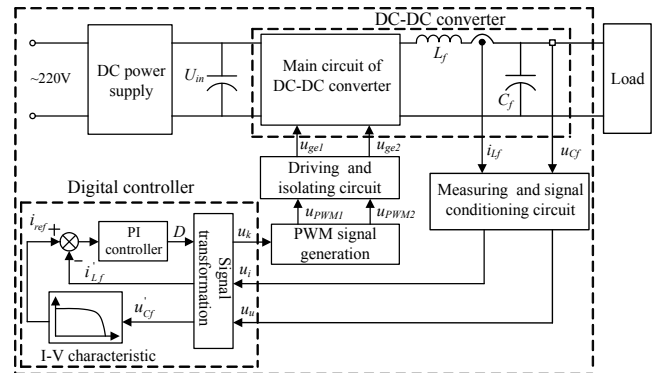 DC-DC converter
~220V
DC power
supply
U_in
Main circuit of
DC-DC converter
L_f
C_f
Load
u_ge1
u_ge2
i_Lf
u_Cf
Driving and
isolating circuit
Measuring and signal
conditioning circuit
Digital controller
u_PWM1
u_PWM2
i_ref
+
−
PI
controller
D
Signal
transformation
u_k
PWM signal
generation
i'_Lf
u_i
u'_Cf
u_u
I-V characteristic